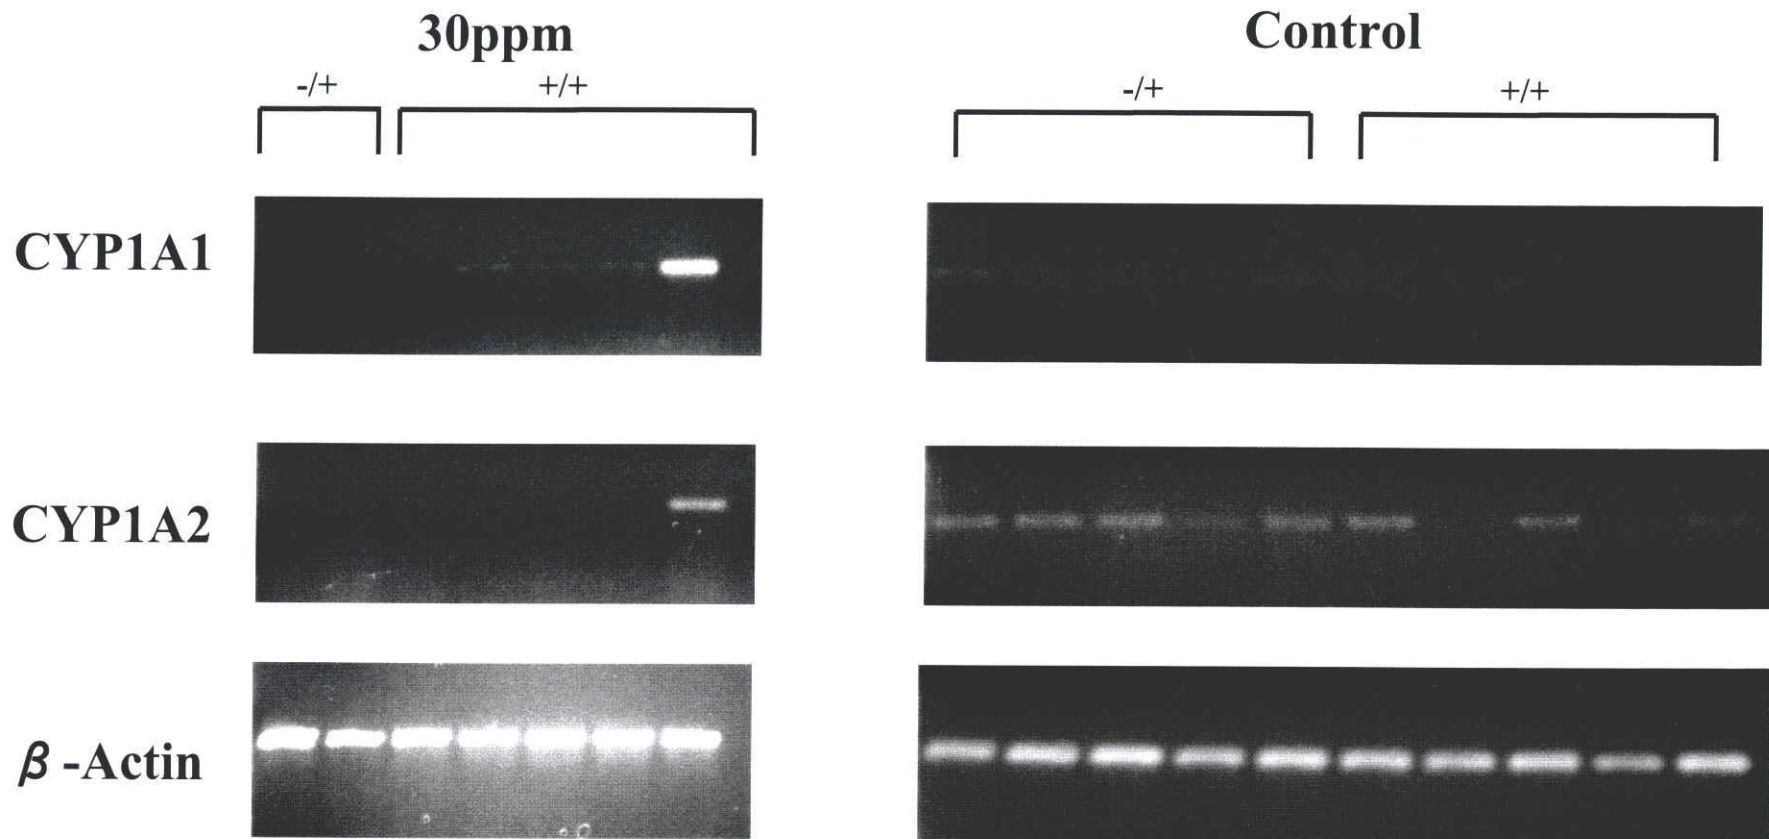 30ppm
Control
-/+
+/+
-/+
+/+
CYP1A1
CYP1A2
β-Actin